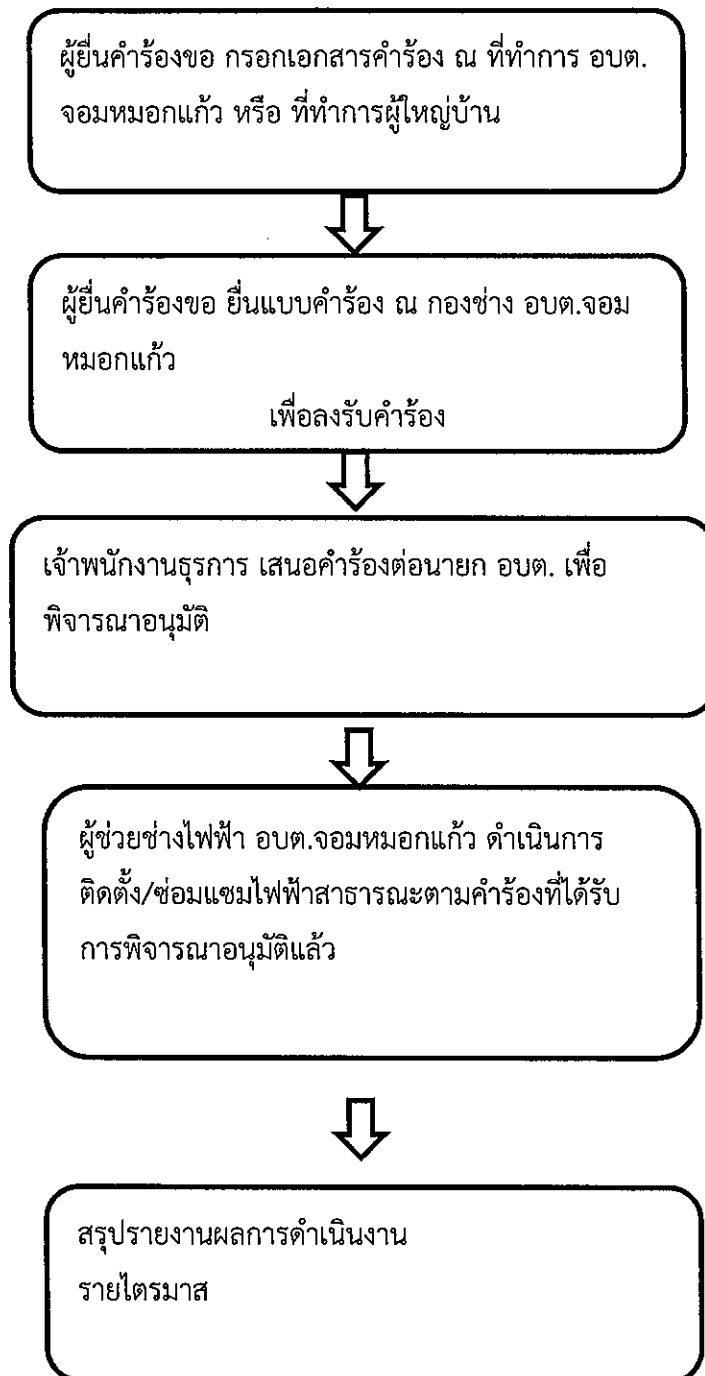 ผู้ยื่นคำร้องขอ กรอกเอกสารคำร้อง ณ ที่ทำการ อบต.
จอมหมอกแก้ว หรือ ที่ทำการผู้ใหญ่บ้าน
ผู้ยื่นคำร้องขอ ยื่นแบบคำร้อง ณ กองช่าง อบต.จอม
หมอกแก้ว
เพื่อลงรับคำร้อง
เจ้าพนักงานธุรการ เสนอคำร้องต่อนายก อบต. เพื่อ
พิจารณาอนุมัติ
ผู้ช่วยช่างไฟฟ้า อบต.จอมหมอกแก้ว ดำเนินการ
ติดตั้ง/ซ่อมแซมไฟฟ้าสาธารณะตามคำร้องที่ได้รับ
การพิจารณาอนุมัติแล้ว
สรุปรายงานผลการดำเนินงาน
รายไตรมาส